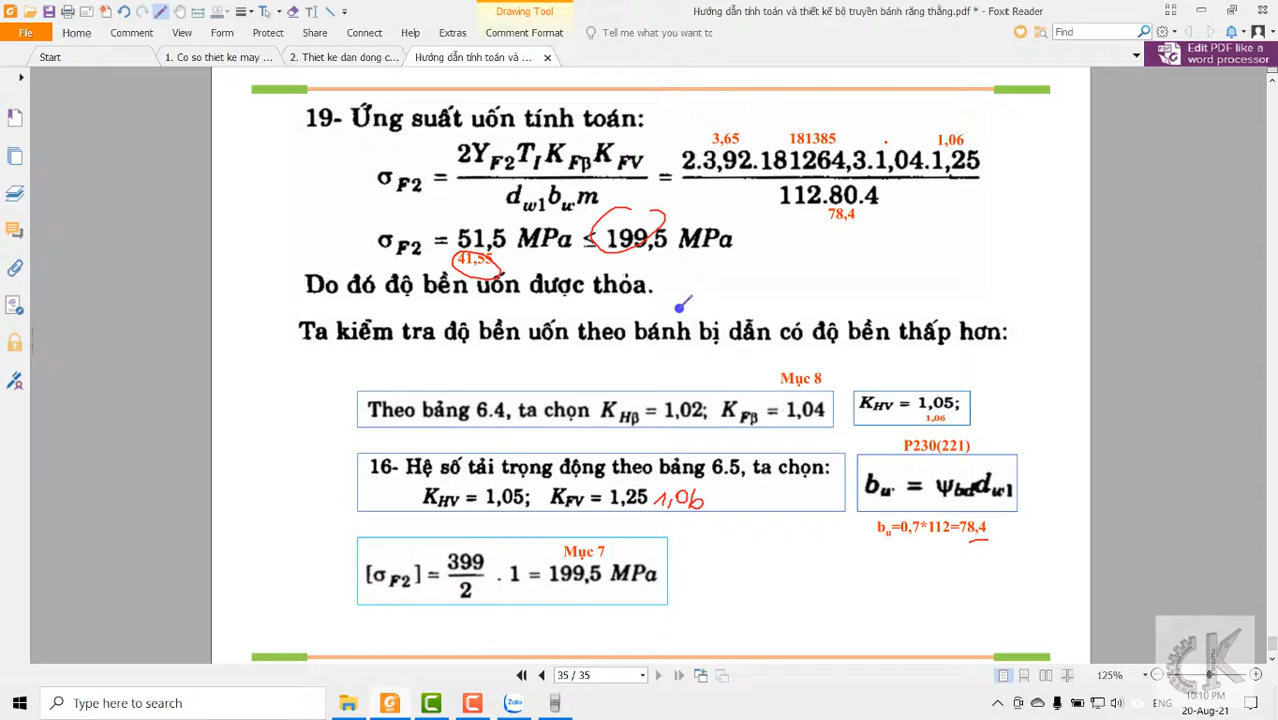 Drawing Tool
Hướng dẫn tính toán và thiết kế bộ truyền bánh răng thẳng.pdf * - Foxit Reader
File Home Comment View Form Protect Share Connect Help Extras Comment Format Tell me what you want to Find
Edit PDF like a
word processor
Start 1. Co so thiet ke may ... 2. Thiet ke dan dong c... Hướng dẫn tính toán và ...
19- Ứng suất uốn tính toán:
3,65 181385 1,06
σF2 = 2YF2TIKFβKFV / dw1bwm = 2.3,92.181264,3.1,04.1,25 / 112.80.4
78,4
σF2 = 51,5 MPa ≤ 199,5 MPa
41,55
Do đó độ bền uốn được thỏa.
Ta kiểm tra độ bền uốn theo bánh bị dẫn có độ bền thấp hơn:
Mục 8
Theo bảng 6.4, ta chọn KHβ = 1,02; KFβ = 1,04
KHV = 1,05;
1,06
P230(221)
16- Hệ số tải trọng động theo bảng 6.5, ta chọn:
KHV = 1,05; KFV = 1,25 1,06
bw = ψbddw1
bu=0,7*112=78,4
Mục 7
[σF2] = 399/2 . 1 = 199,5 MPa
35 / 35
125%
CK
Type here to search
ENG
10:10 PM
20-Aug-21